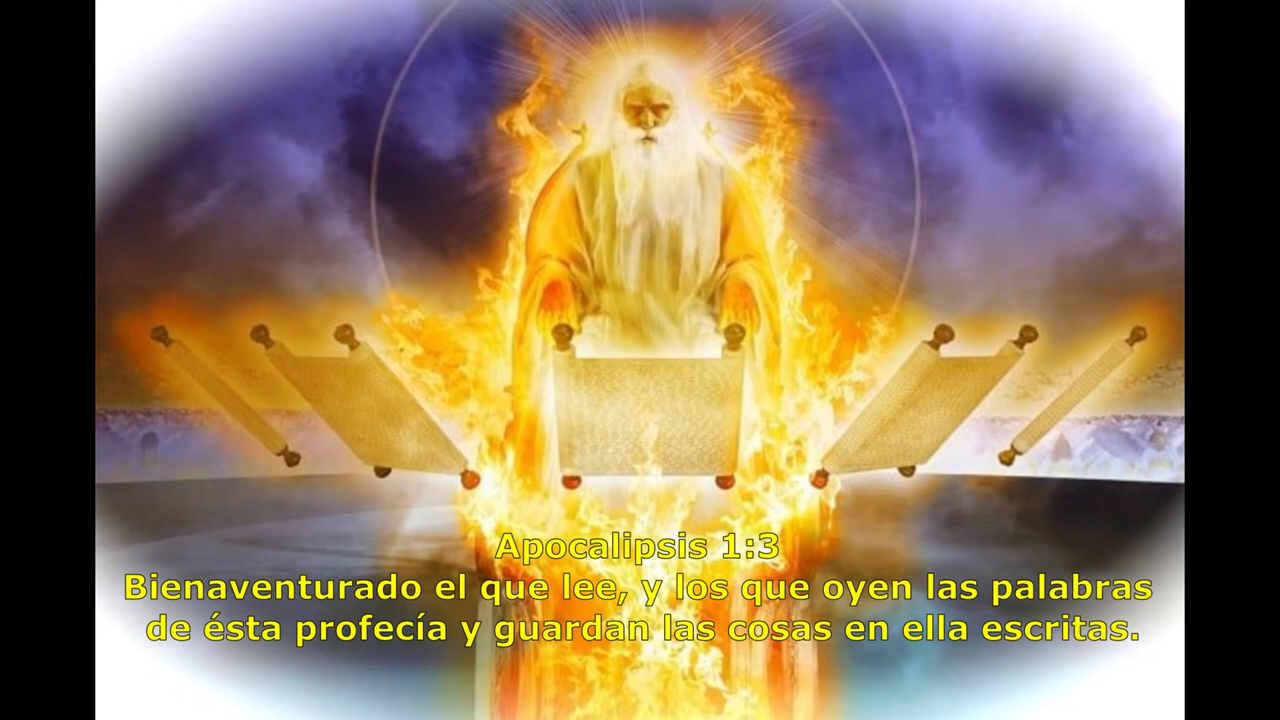 Apocalipsis 1:3
Bienaventurado el que lee, y los que oyen las palabras
de ésta profecía y guardan las cosas en ella escritas.